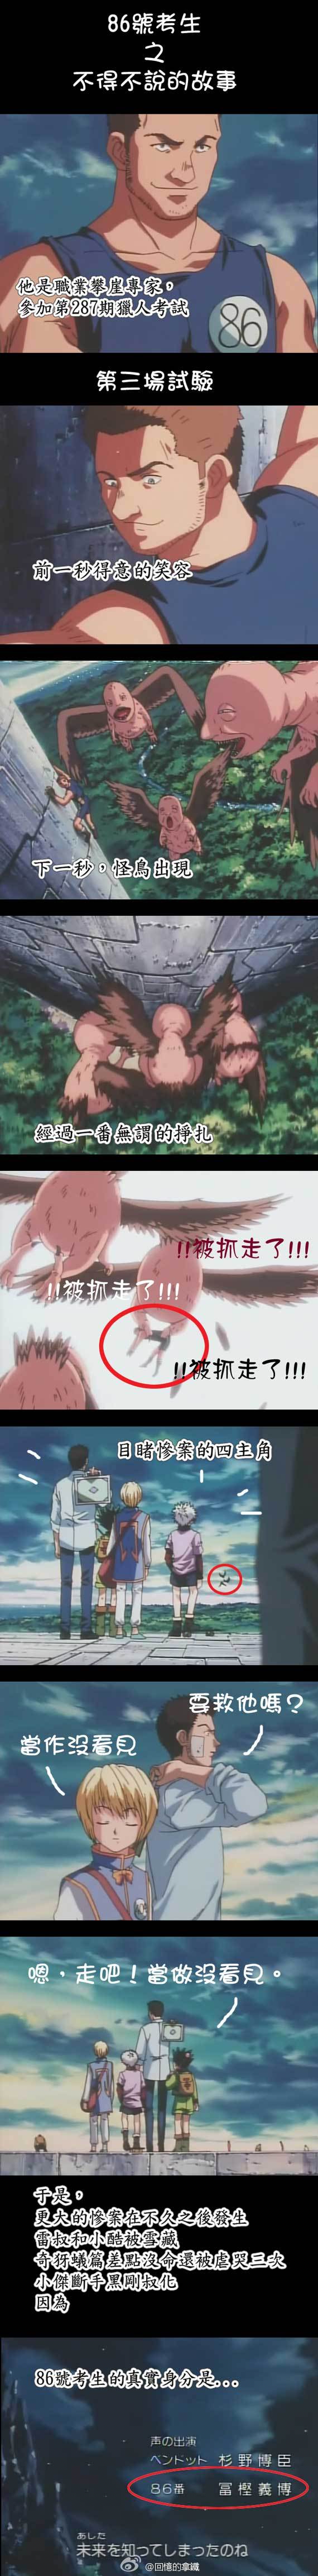 86號考生
之
不得不說的故事
他是職業攀崖專家，
參加第287期獵人考試
86
第三場試驗
前一秒得意的笑容
下一秒，怪鳥出現
經過一番無謂的掙扎
!!被抓走了!!!
!!被抓走了!!!
!!被抓走了!!!
目睹慘案的四主角
要救他嗎？
當作沒看見
嗯，走吧！當做沒看見。
于是，
更大的慘案在不久之後發生
雷叔和小酷被雪藏
奇犽蟻篇差點沒命還被虐哭三次
小傑斷手黑剛叔化
因為
86號考生的真實身分是...
声の出演
ベンドット 杉野博臣
86番 冨樫義博
あした
未来を知ってしまったのね
@回憶的拿鐵